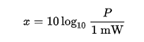 x = 10 log₁₀ P / 1 mW